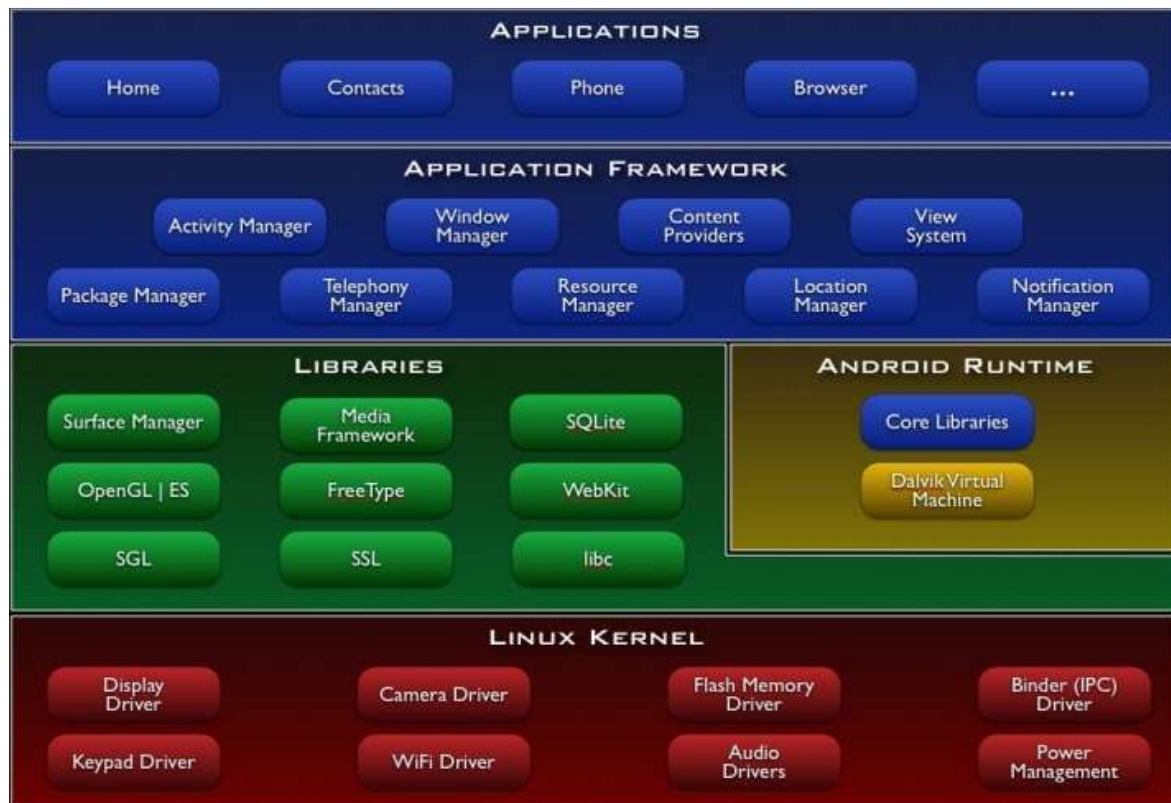 APPLICATIONS
Home
Contacts
Phone
Browser
...
APPLICATION FRAMEWORK
Activity Manager
Window
Manager
Content
Providers
View
System
Package Manager
Telephony
Manager
Resource
Manager
Location
Manager
Notification
Manager
LIBRARIES
Surface Manager
Media
Framework
SQLite
OpenGL | ES
FreeType
WebKit
SGL
SSL
libc
ANDROID RUNTIME
Core Libraries
Dalvik Virtual
Machine
LINUX KERNEL
Display
Driver
Camera Driver
Flash Memory
Driver
Binder (IPC)
Driver
Keypad Driver
WiFi Driver
Audio
Drivers
Power
Management